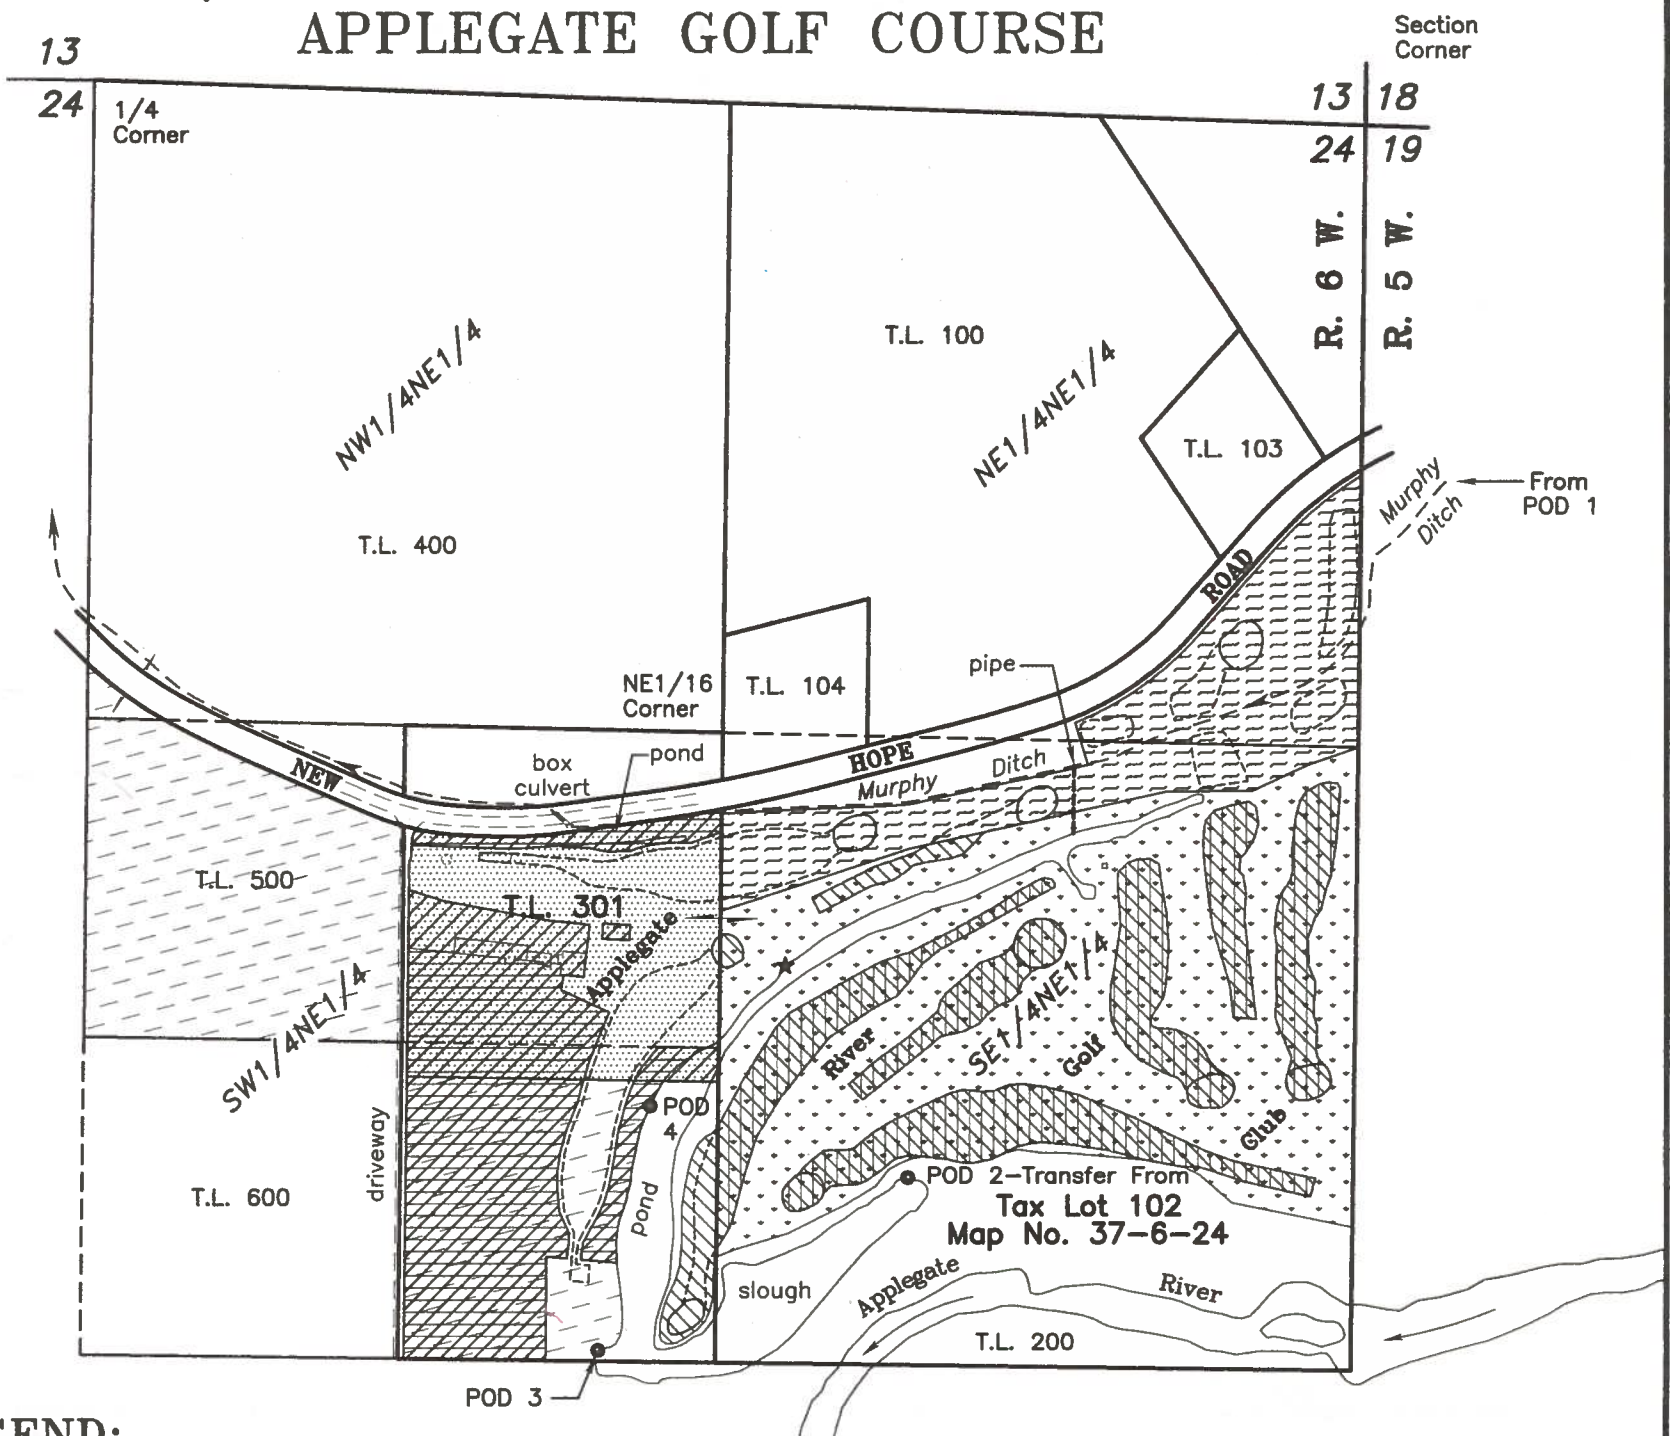 APPLEGATE GOLF COURSE
Section
Corner
13
24
1/4
Corner
13 18
24 19
R. 6 W.
R. 5 W.
T.L. 100
NW1/4NE1/4
NE1/4NE1/4
T.L. 103
Murphy
Ditch
From
POD 1
T.L. 400
ROAD
pipe
NE1/16
Corner
T.L. 104
box
culvert
pond
HOPE
NEW
Murphy Ditch
T.L. 500
T.L. 301
Applegate
River
Golf
Club
SE1/4NE1/4
SW1/4NE1/4
driveway
POD
4
T.L. 600
pond
POD 2-Transfer From
Tax Lot 102
Map No. 37-6-24
slough
Applegate
River
T.L. 200
POD 3
END: